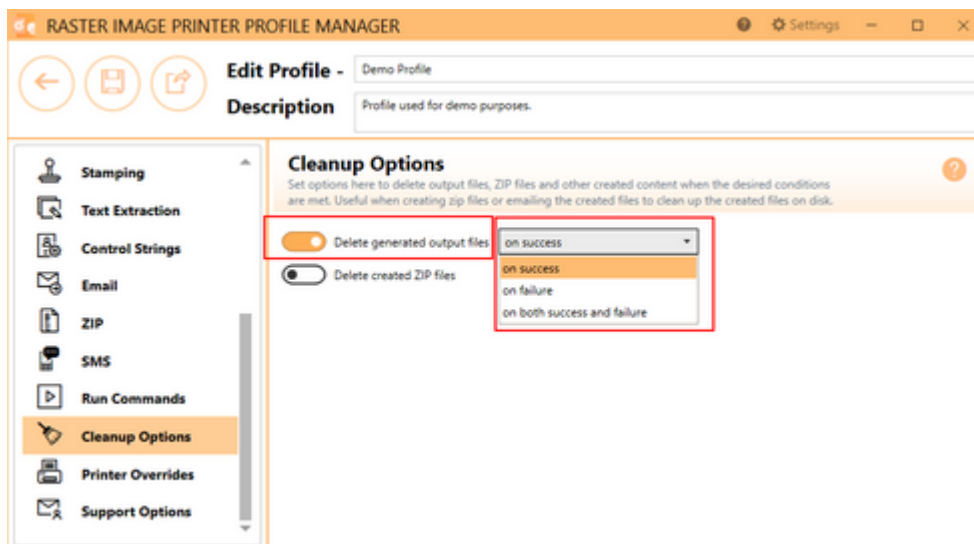 RASTER IMAGE PRINTER PROFILE MANAGER
Settings
Edit Profile -
Demo Profile
Description
Profile used for demo purposes.
Stamping
Text Extraction
Control Strings
Email
ZIP
SMS
Run Commands
Cleanup Options
Printer Overrides
Support Options
Cleanup Options
Set options here to delete output files, ZIP files and other created content when the desired conditions
are met. Useful when creating zip files or emailing the created files to clean up the created files on disk.
Delete generated output files
on success
on success
on failure
on both success and failure
Delete created ZIP files